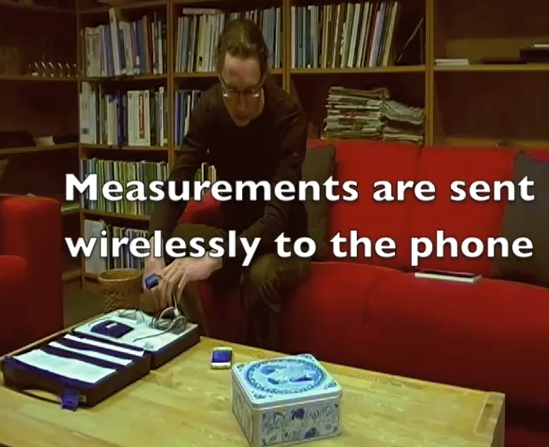 Measurements are sent
wirelessly to the phone